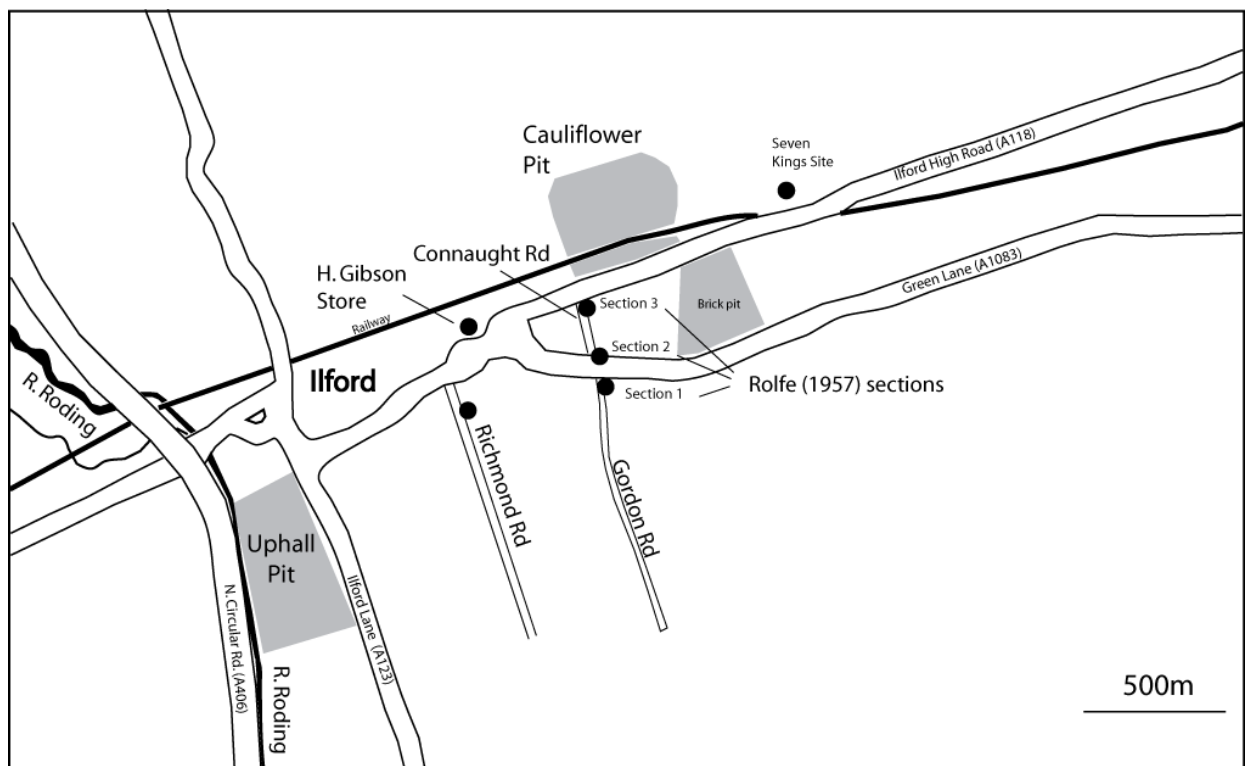 Cauliflower
Pit
Seven
Kings Site
Ilford High Road (A118)
Connaught Rd
H. Gibson
Store
Railway
Section 3
Brick pit
Green Lane (A1083)
Section 2
Rolfe (1957) sections
Section 1
Ilford
R. Roding
Richmond Rd
Gordon Rd
Uphall
Pit
N. Circular Rd. (A406)
Ilford Lane (A123)
R. Roding
500m